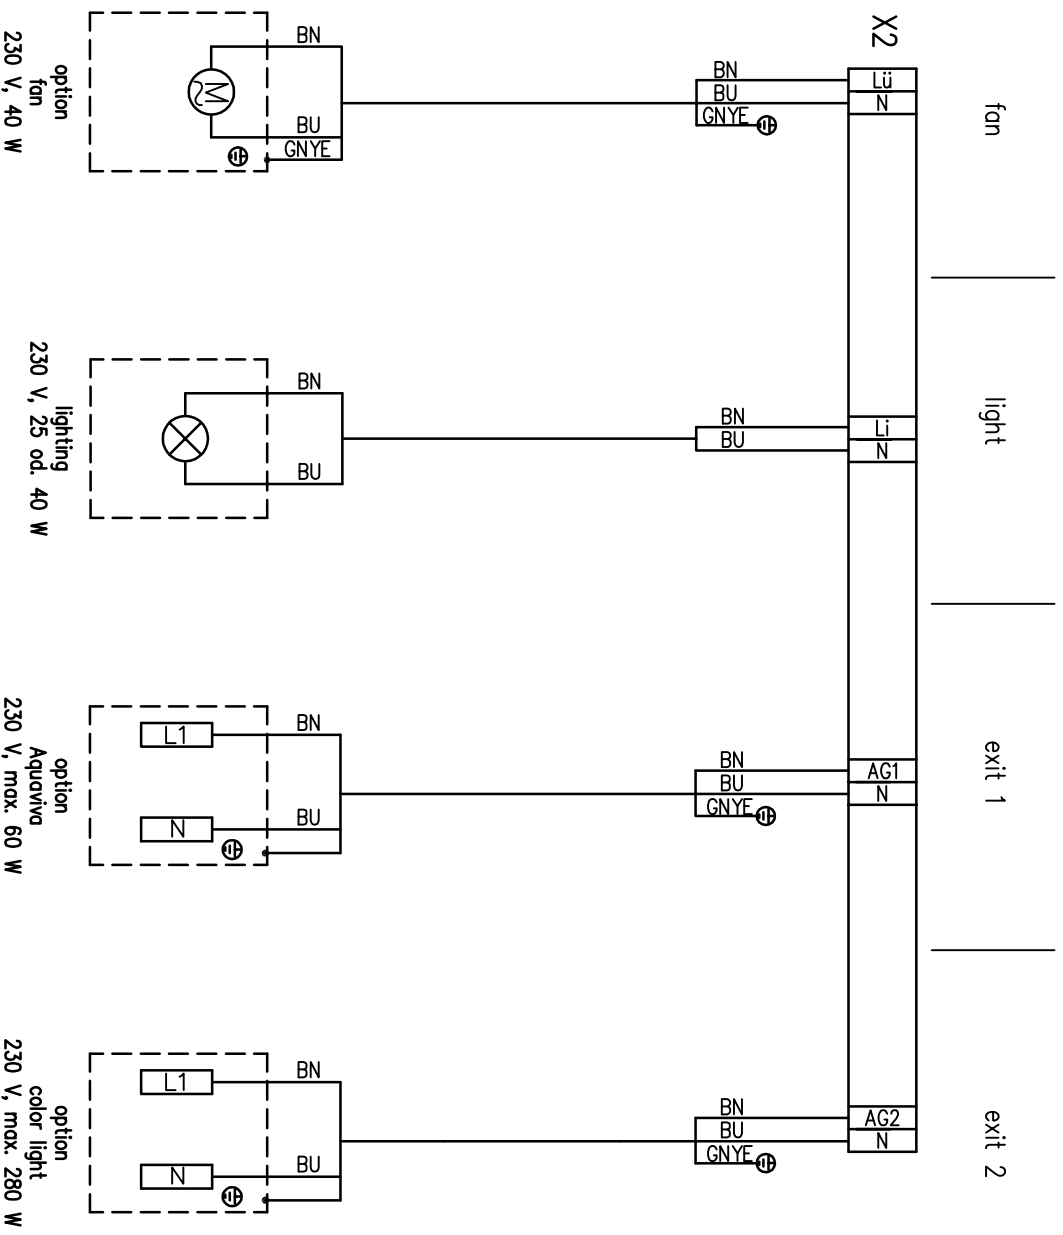 X2
fan
Lü
N
BN
BU
GNYE
BN
BU
GNYE
M
option
fan
230 V, 40 W
light
Li
N
BN
BU
BN
BU
lighting
230 V, 25 od. 40 W
exit 1
AG1
N
BN
BU
GNYE
BN
BU
L1
N
option
Aquaviva
230 V, max. 60 W
exit 2
AG2
N
BN
BU
GNYE
BN
BU
L1
N
option
color light
230 V, max. 280 W